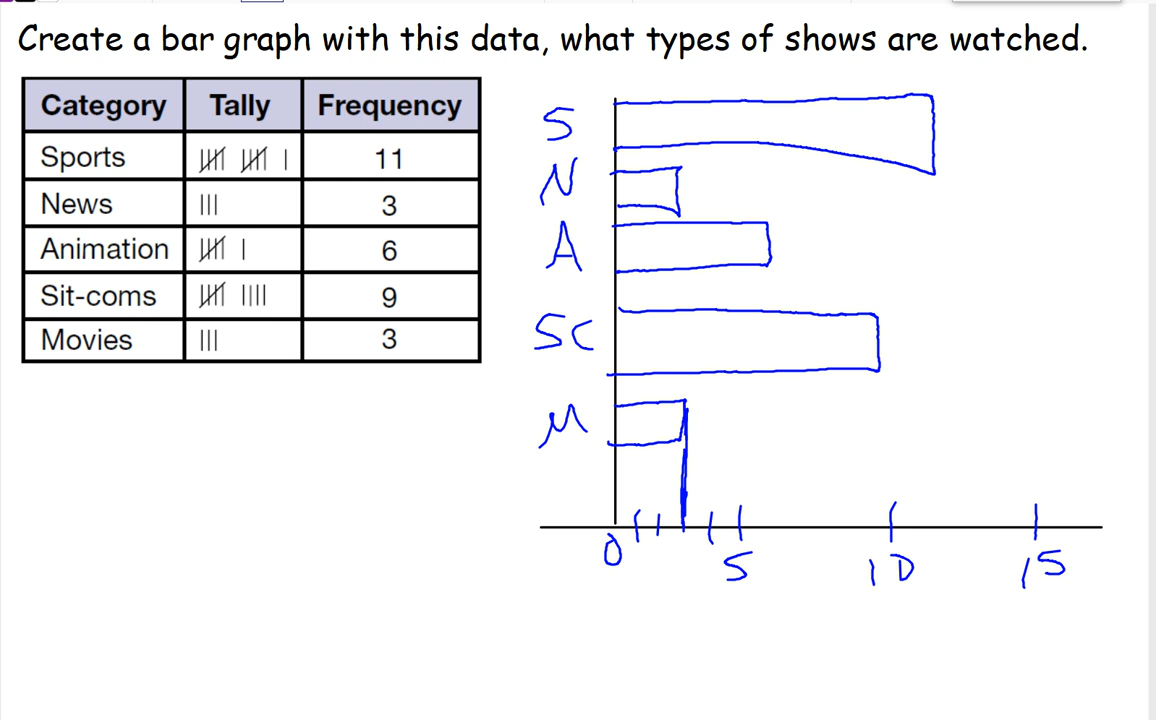 Create a bar graph with this data, what types of shows are watched.
Category Tally Frequency
Sports 11
News 3
Animation 6
Sit-coms 9
Movies 3
S
N
A
SC
M
0 5 10 15